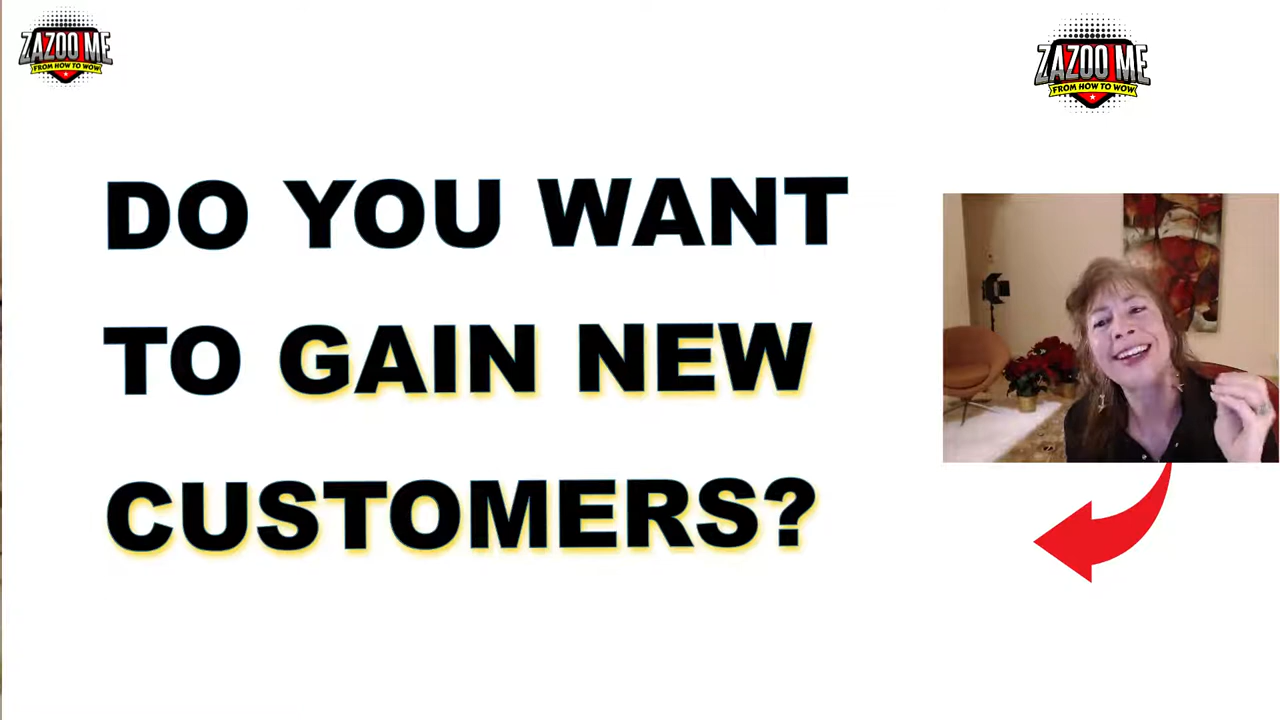 ZAZOO ME
FROM HOW TO WOW
ZAZOO ME
FROM HOW TO WOW
DO YOU WANT
TO GAIN NEW
CUSTOMERS?